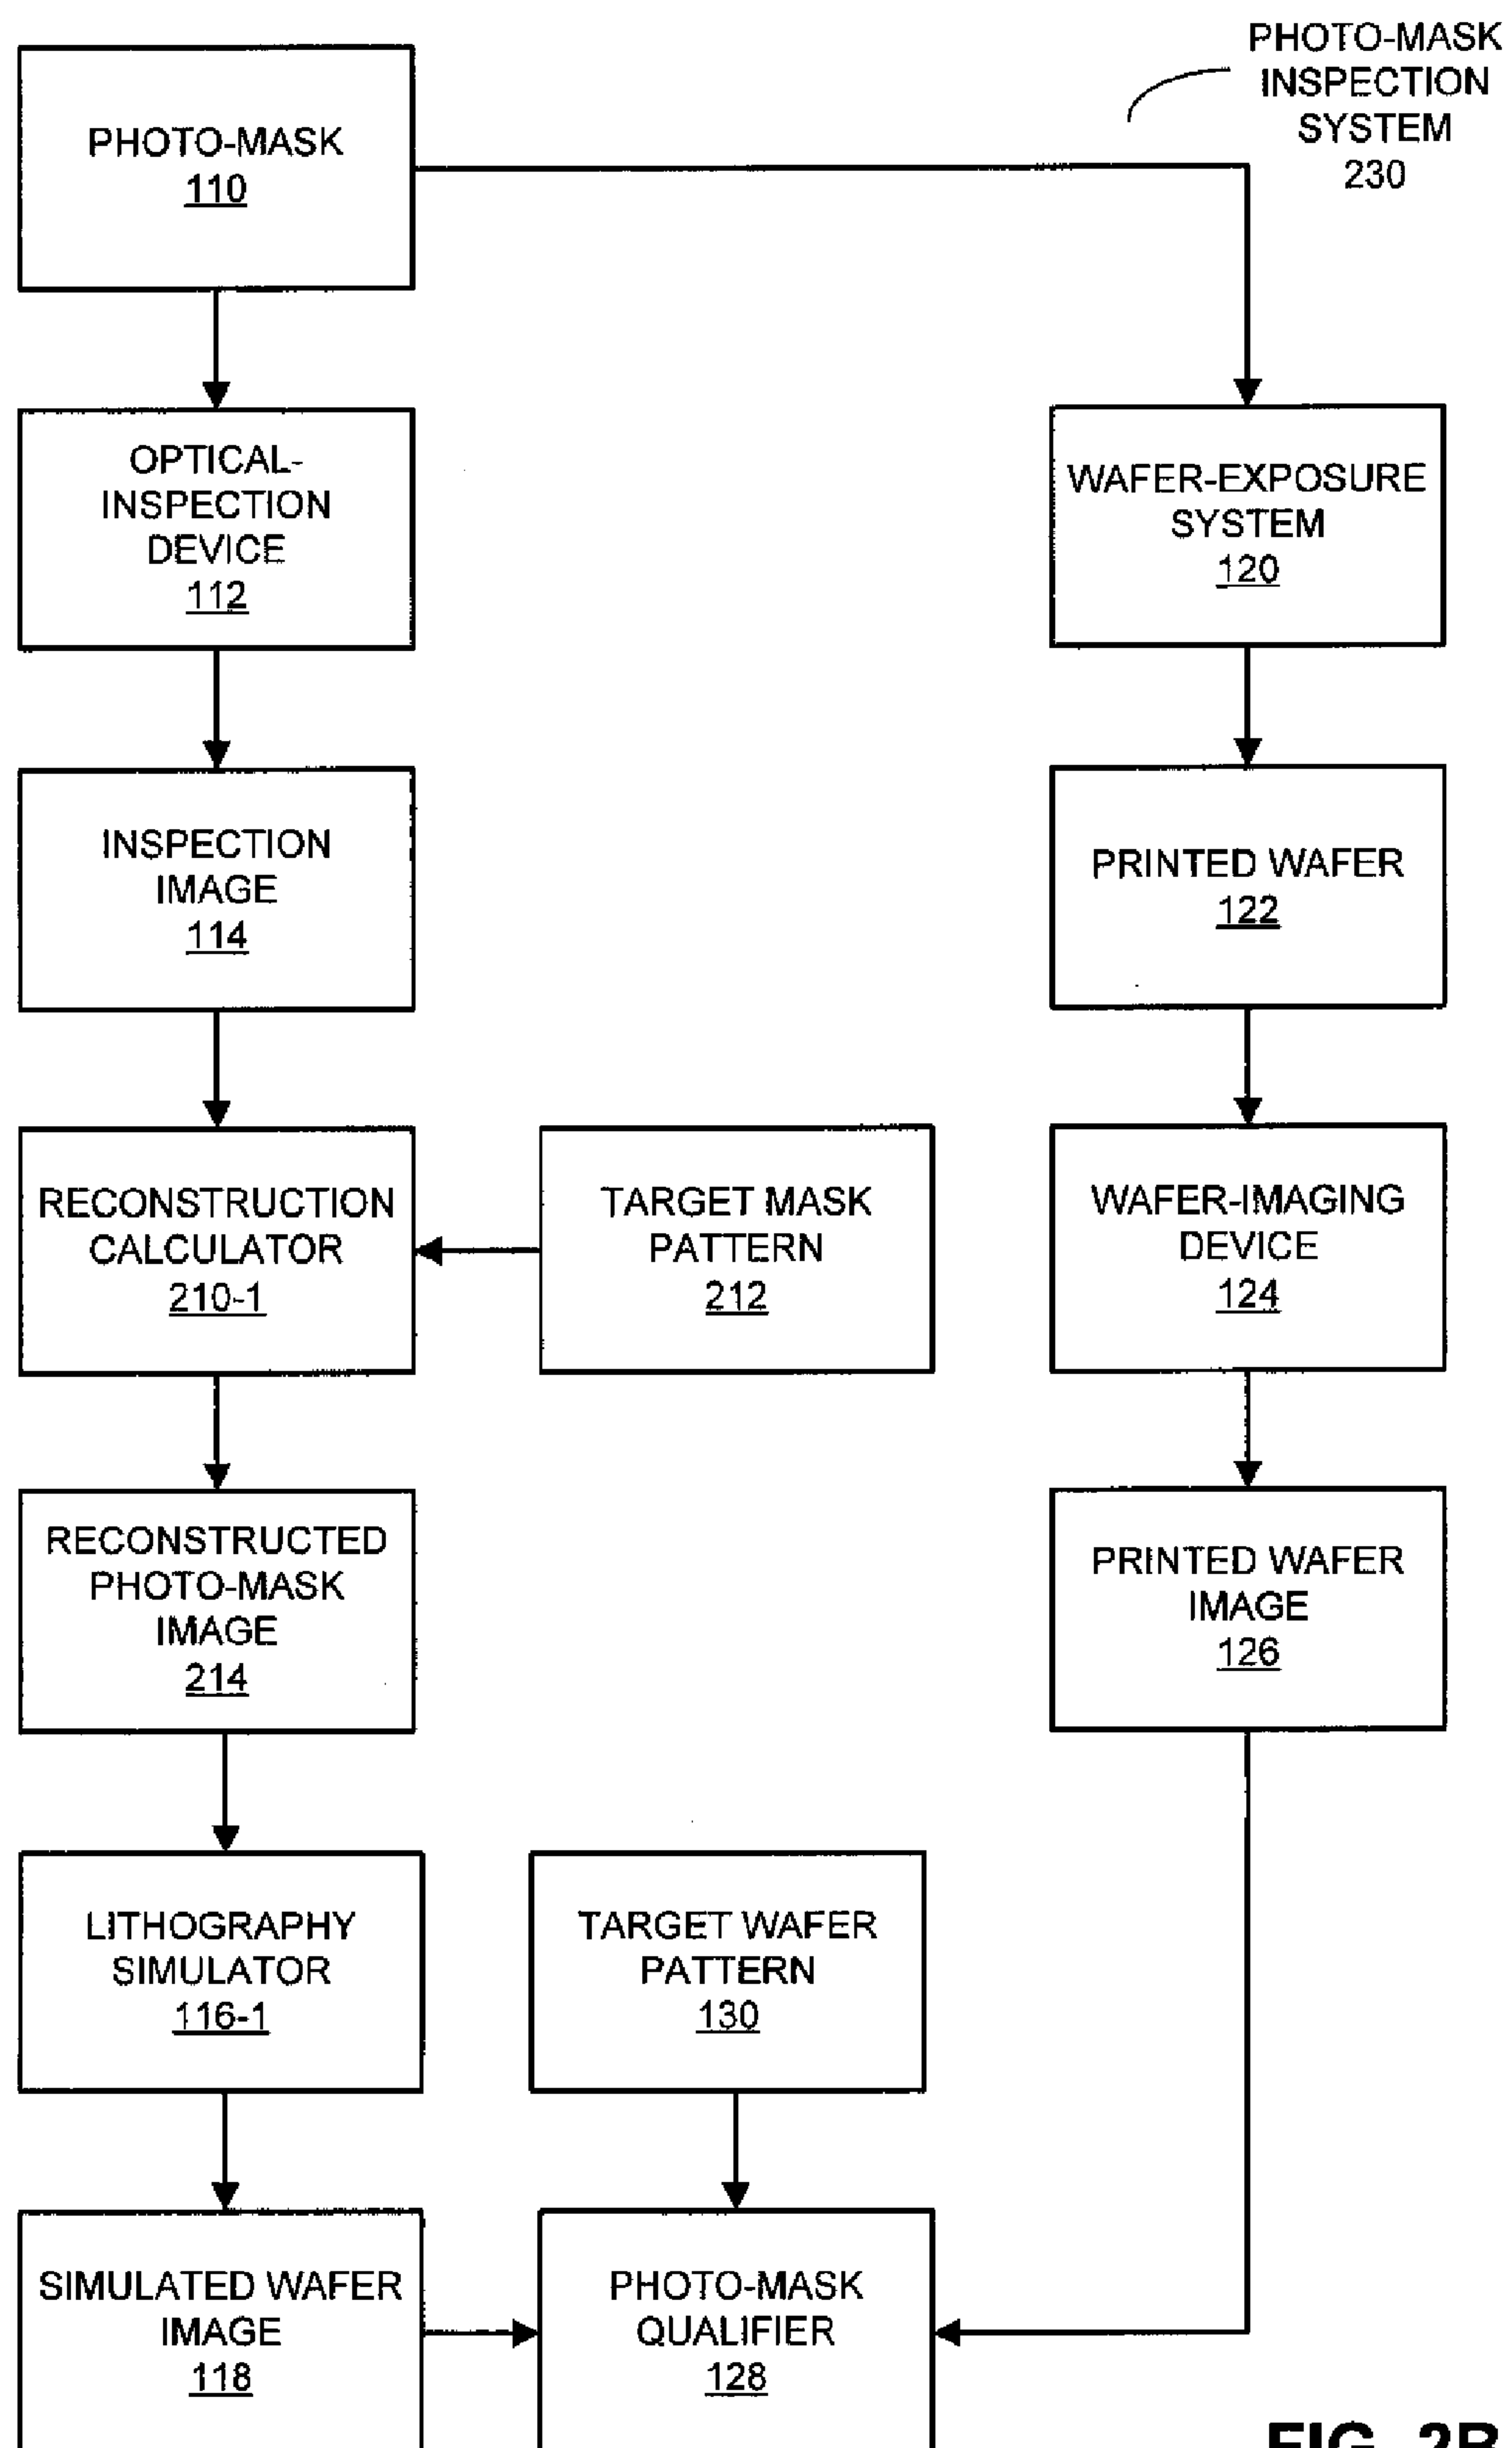 PHOTO-MASK
INSPECTION
SYSTEM
230
PHOTO-MASK
110
OPTICAL-
INSPECTION
DEVICE
112
WAFER-EXPOSURE
SYSTEM
120
INSPECTION
IMAGE
114
PRINTED WAFER
122
RECONSTRUCTION
CALCULATOR
210-1
TARGET MASK
PATTERN
212
WAFER-IMAGING
DEVICE
124
RECONSTRUCTED
PHOTO-MASK
IMAGE
214
PRINTED WAFER
IMAGE
126
LITHOGRAPHY
SIMULATOR
116-1
TARGET WAFER
PATTERN
130
SIMULATED WAFER
IMAGE
118
PHOTO-MASK
QUALIFIER
128
FIG. 2B